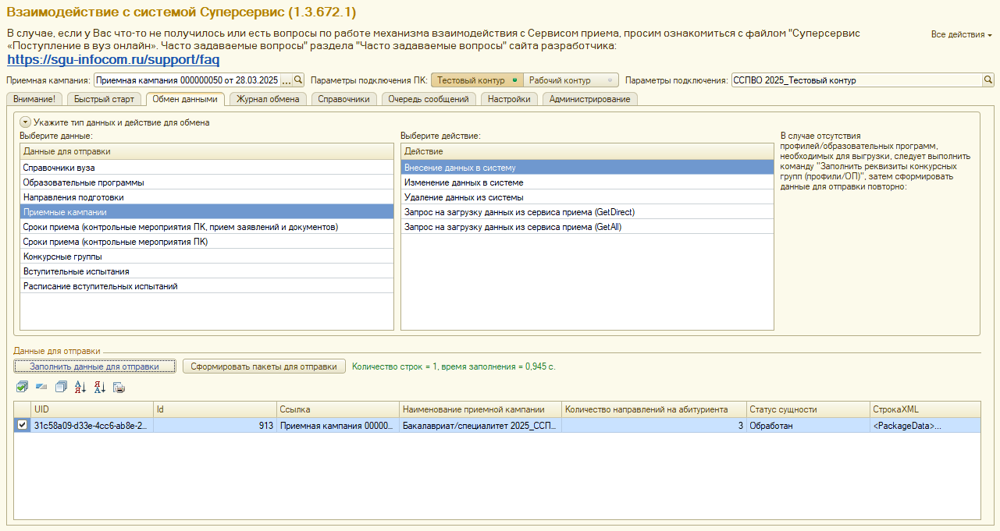 Взаимодействие с системой Суперсервис (1.3.672.1)
В случае, если у Вас что-то не получилось или есть вопросы по работе механизма взаимодействия с Сервисом приема, просим ознакомиться с файлом "Суперсервис
«Поступление в вуз онлайн». Часто задаваемые вопросы" раздела "Часто задаваемые вопросы" сайта разработчика:
https://sgu-infocom.ru/support/faq
Все действия
Приемная кампания: Приемная кампания 000000050 от 28.03.2025 ... Параметры подключения ПК: Тестовый контур Рабочий контур Параметры подключения: ССПВО 2025_Тестовый контур
Внимание! Быстрый старт Обмен данными Журнал обмена Справочники Очередь сообщений Настройки Администрирование
Укажите тип данных и действие для обмена
Выберите данные:
Данные для отправки
Справочники вуза
Образовательные программы
Направления подготовки
Приемные кампании
Сроки приема (контрольные мероприятия ПК, прием заявлений и документов)
Сроки приема (контрольные мероприятия ПК)
Конкурсные группы
Вступительные испытания
Расписание вступительных испытаний
Выберите действие:
Действие
Внесение данных в систему
Изменение данных в системе
Удаление данных из системы
Запрос на загрузку данных из сервиса приема (GetDirect)
Запрос на загрузку данных из сервиса приема (GetAll)
В случае отсутствия
профилей/образовательных программ,
необходимых для выгрузки, следует выполнить
команду "Заполнить реквизиты конкурсных
групп (профили/ОП)", затем сформировать
данные для отправки повторно:
Данные для отправки
Заполнить данные для отправки Сформировать пакеты для отправки Количество строк = 1, время заполнения = 0,945 с.
UID Id Ссылка Наименование приемной кампании Количество направлений на абитуриента Статус сущности СтрокаXML
31c58a09-d33e-4cc6-ab8e-2... 913 Приемная кампания 00000... Бакалавриат/специалитет 2025_ССП... 3 Обработан <PackageData>...